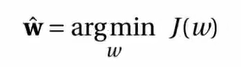 ŵ = arg min J(w)
w